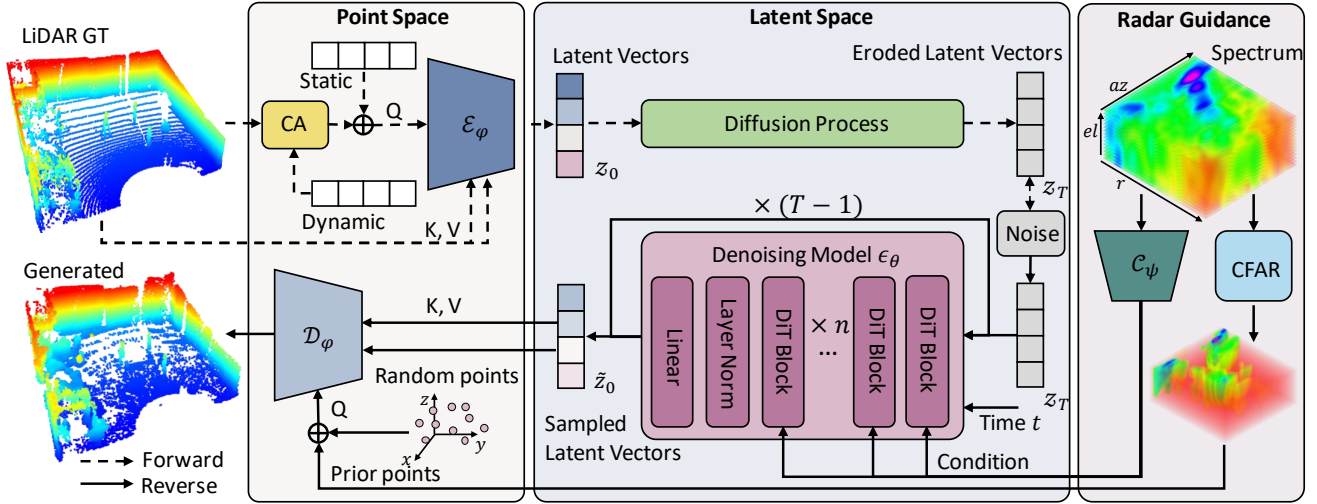 Point Space
Latent Space
Radar Guidance
LiDAR GT
Static
Q
CA
ℰ_φ
Dynamic
K, V
Latent Vectors
z_0
Diffusion Process
Eroded Latent Vectors
z_T
Noise
Spectrum
az
el
r
𝒞_ψ
CFAR
× (T − 1)
Denoising Model ϵ_θ
Linear
Layer Norm
DiT Block
× n
...
DiT Block
DiT Block
z_T
Time t
Condition
Generated
𝒟_φ
K, V
z̃_0
Sampled
Latent Vectors
Random points
z
y
x
Q
Prior points
Forward
Reverse